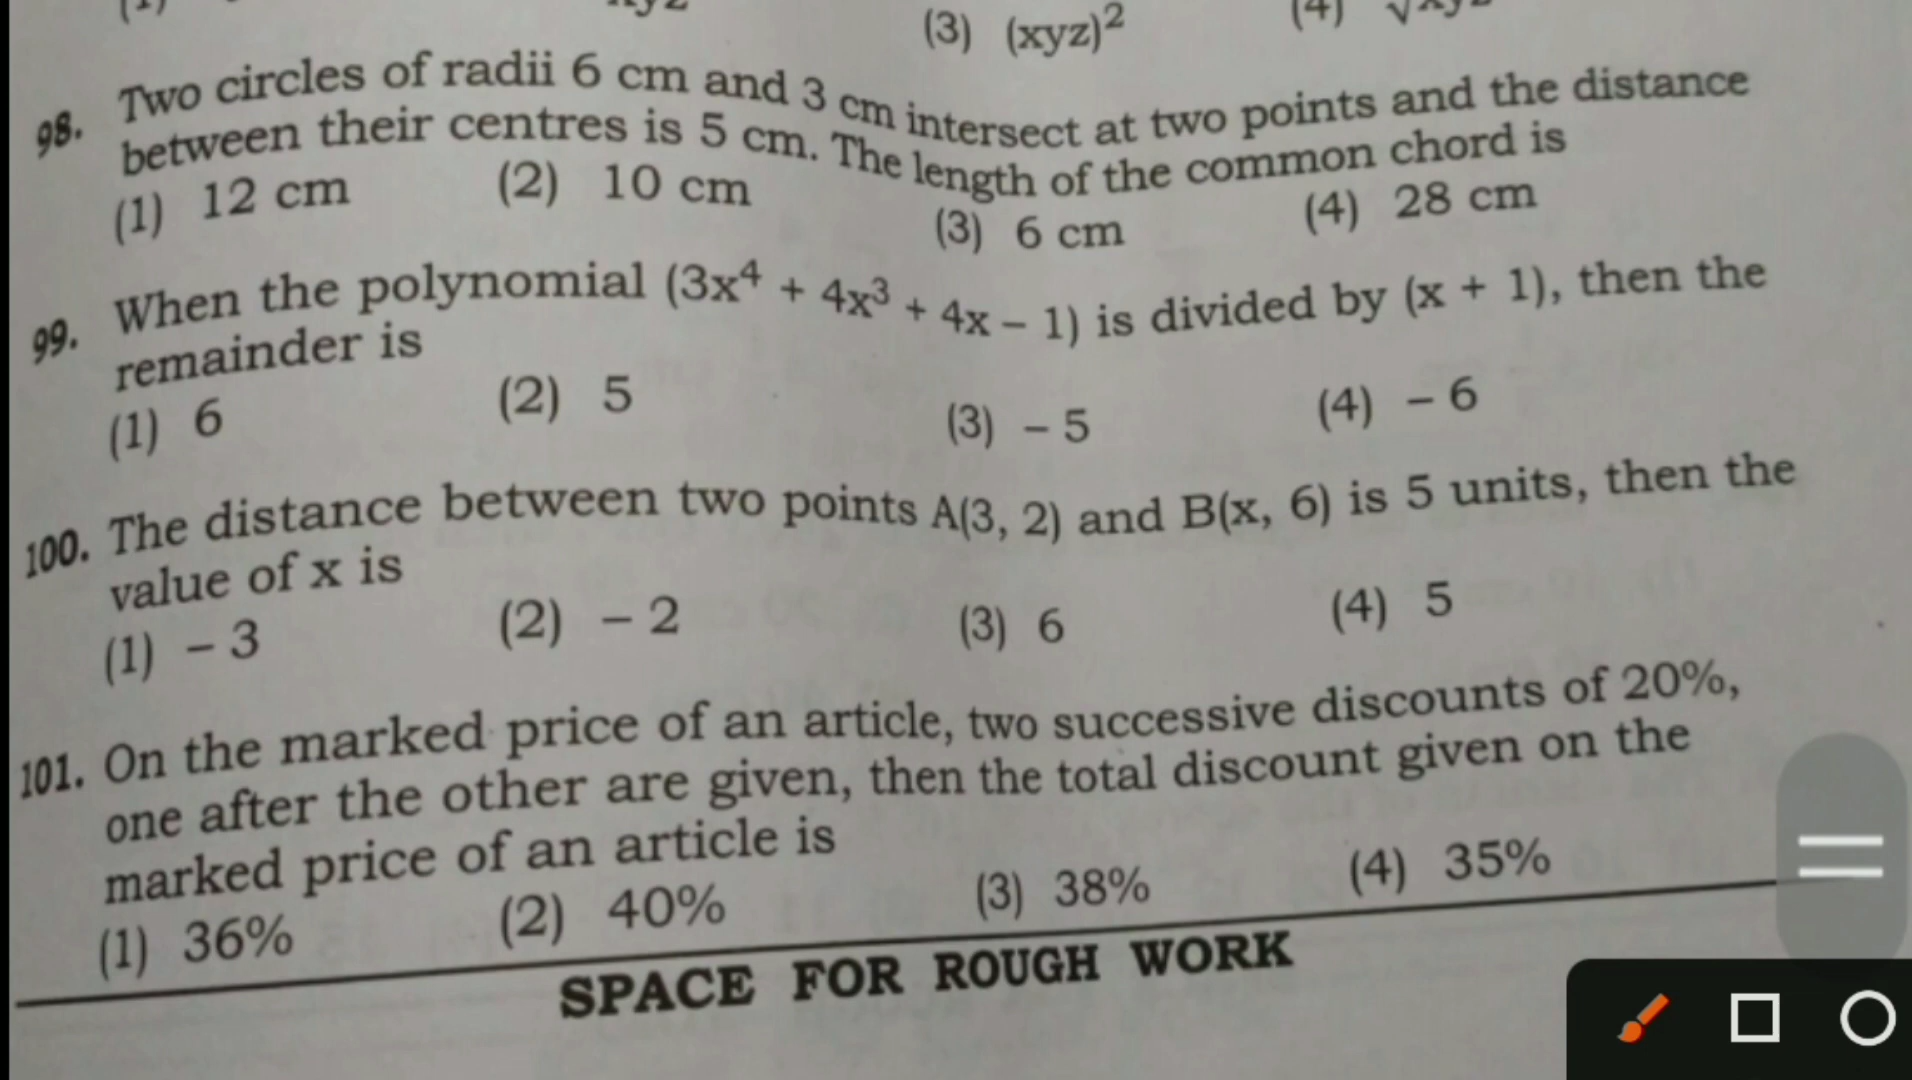 (3) (xyz)²
98. Two circles of radii 6 cm and 3 cm intersect at two points and the distance
between their centres is 5 cm. The length of the common chord is
(1) 12 cm (2) 10 cm (3) 6 cm (4) 28 cm
99. When the polynomial (3x⁴ + 4x³ + 4x – 1) is divided by (x + 1), then the
remainder is
(1) 6 (2) 5 (3) – 5 (4) – 6
100. The distance between two points A(3, 2) and B(x, 6) is 5 units, then the
value of x is
(1) – 3 (2) – 2 (3) 6 (4) 5
101. On the marked price of an article, two successive discounts of 20%,
one after the other are given, then the total discount given on the
marked price of an article is
(1) 36% (2) 40% (3) 38% (4) 35%
SPACE FOR ROUGH WORK